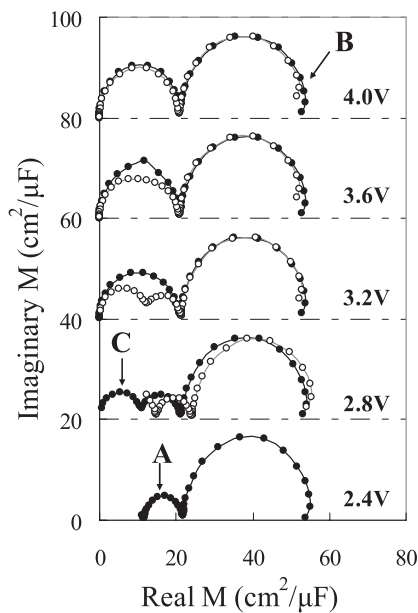 100
B
4.0V
80
3.6V
60
3.2V
40
C
2.8V
20
A
2.4V
0
0 20 40 60 80
Real M (cm²/μF)
Imaginary M (cm²/μF)